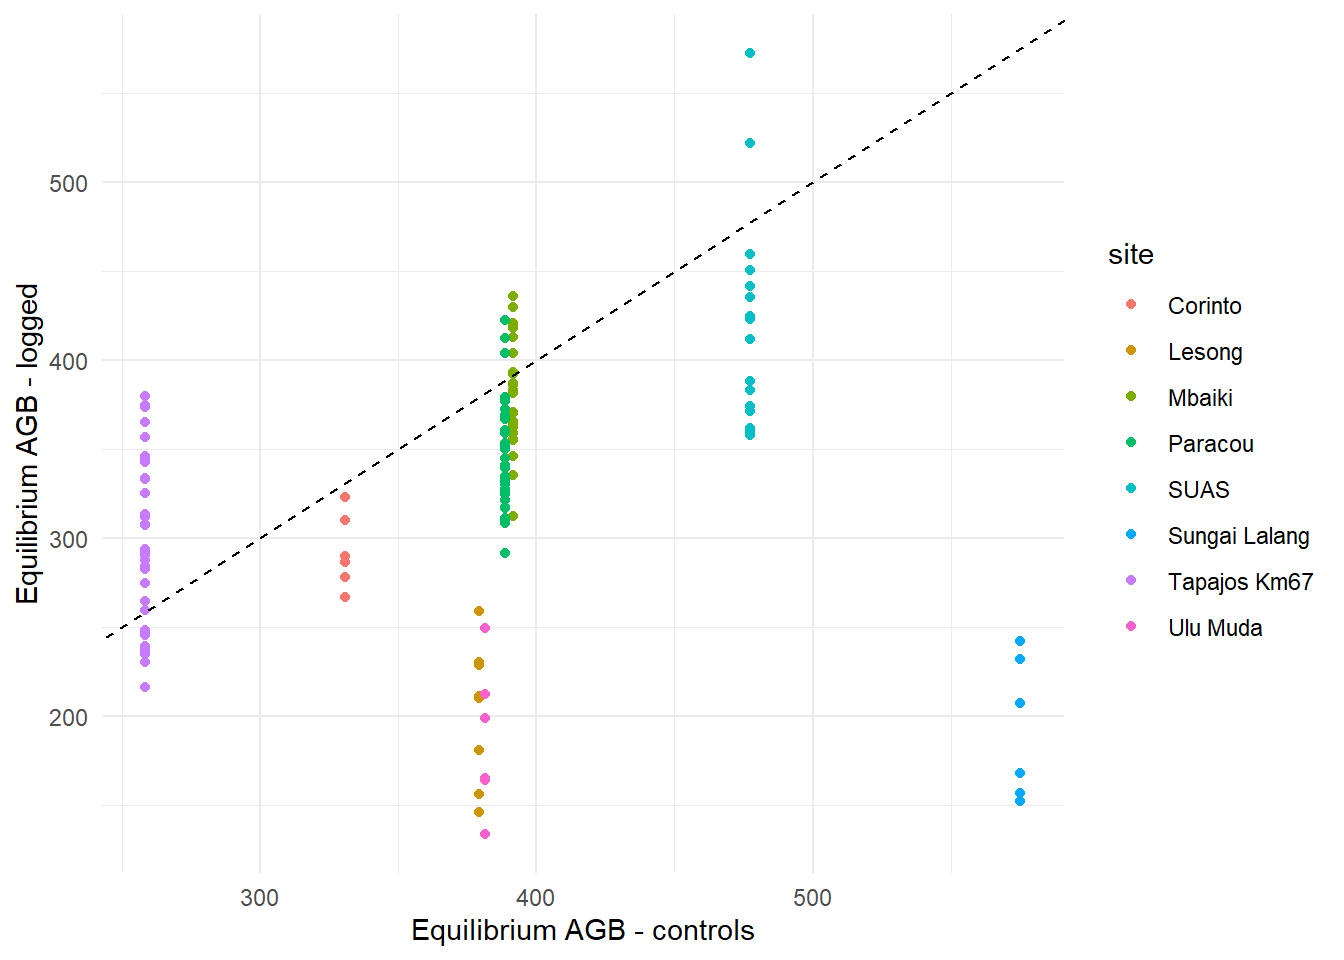 500
400
300
200
300
400
500
Equilibrium AGB - controls
Equilibrium AGB - logged
site
Corinto
Lesong
Mbaiki
Paracou
SUAS
Sungai Lalang
Tapajos Km67
Ulu Muda